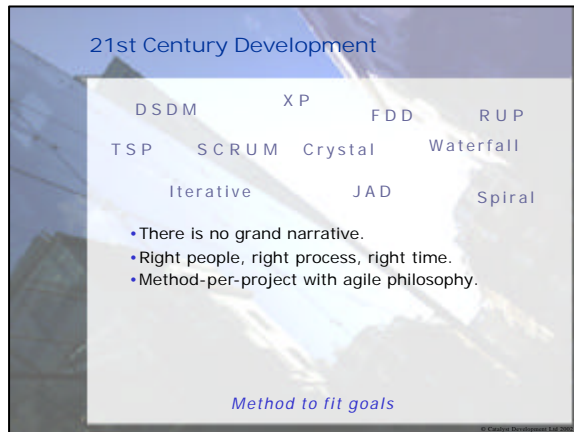 21st Century Development
XP
DSDM FDD RUP
TSP SCRUM Crystal Waterfall
Iterative JAD Spiral
•There is no grand narrative.
•Right people, right process, right time.
•Method-per-project with agile philosophy.
Method to fit goals
© Catalyst Development Ltd 2002